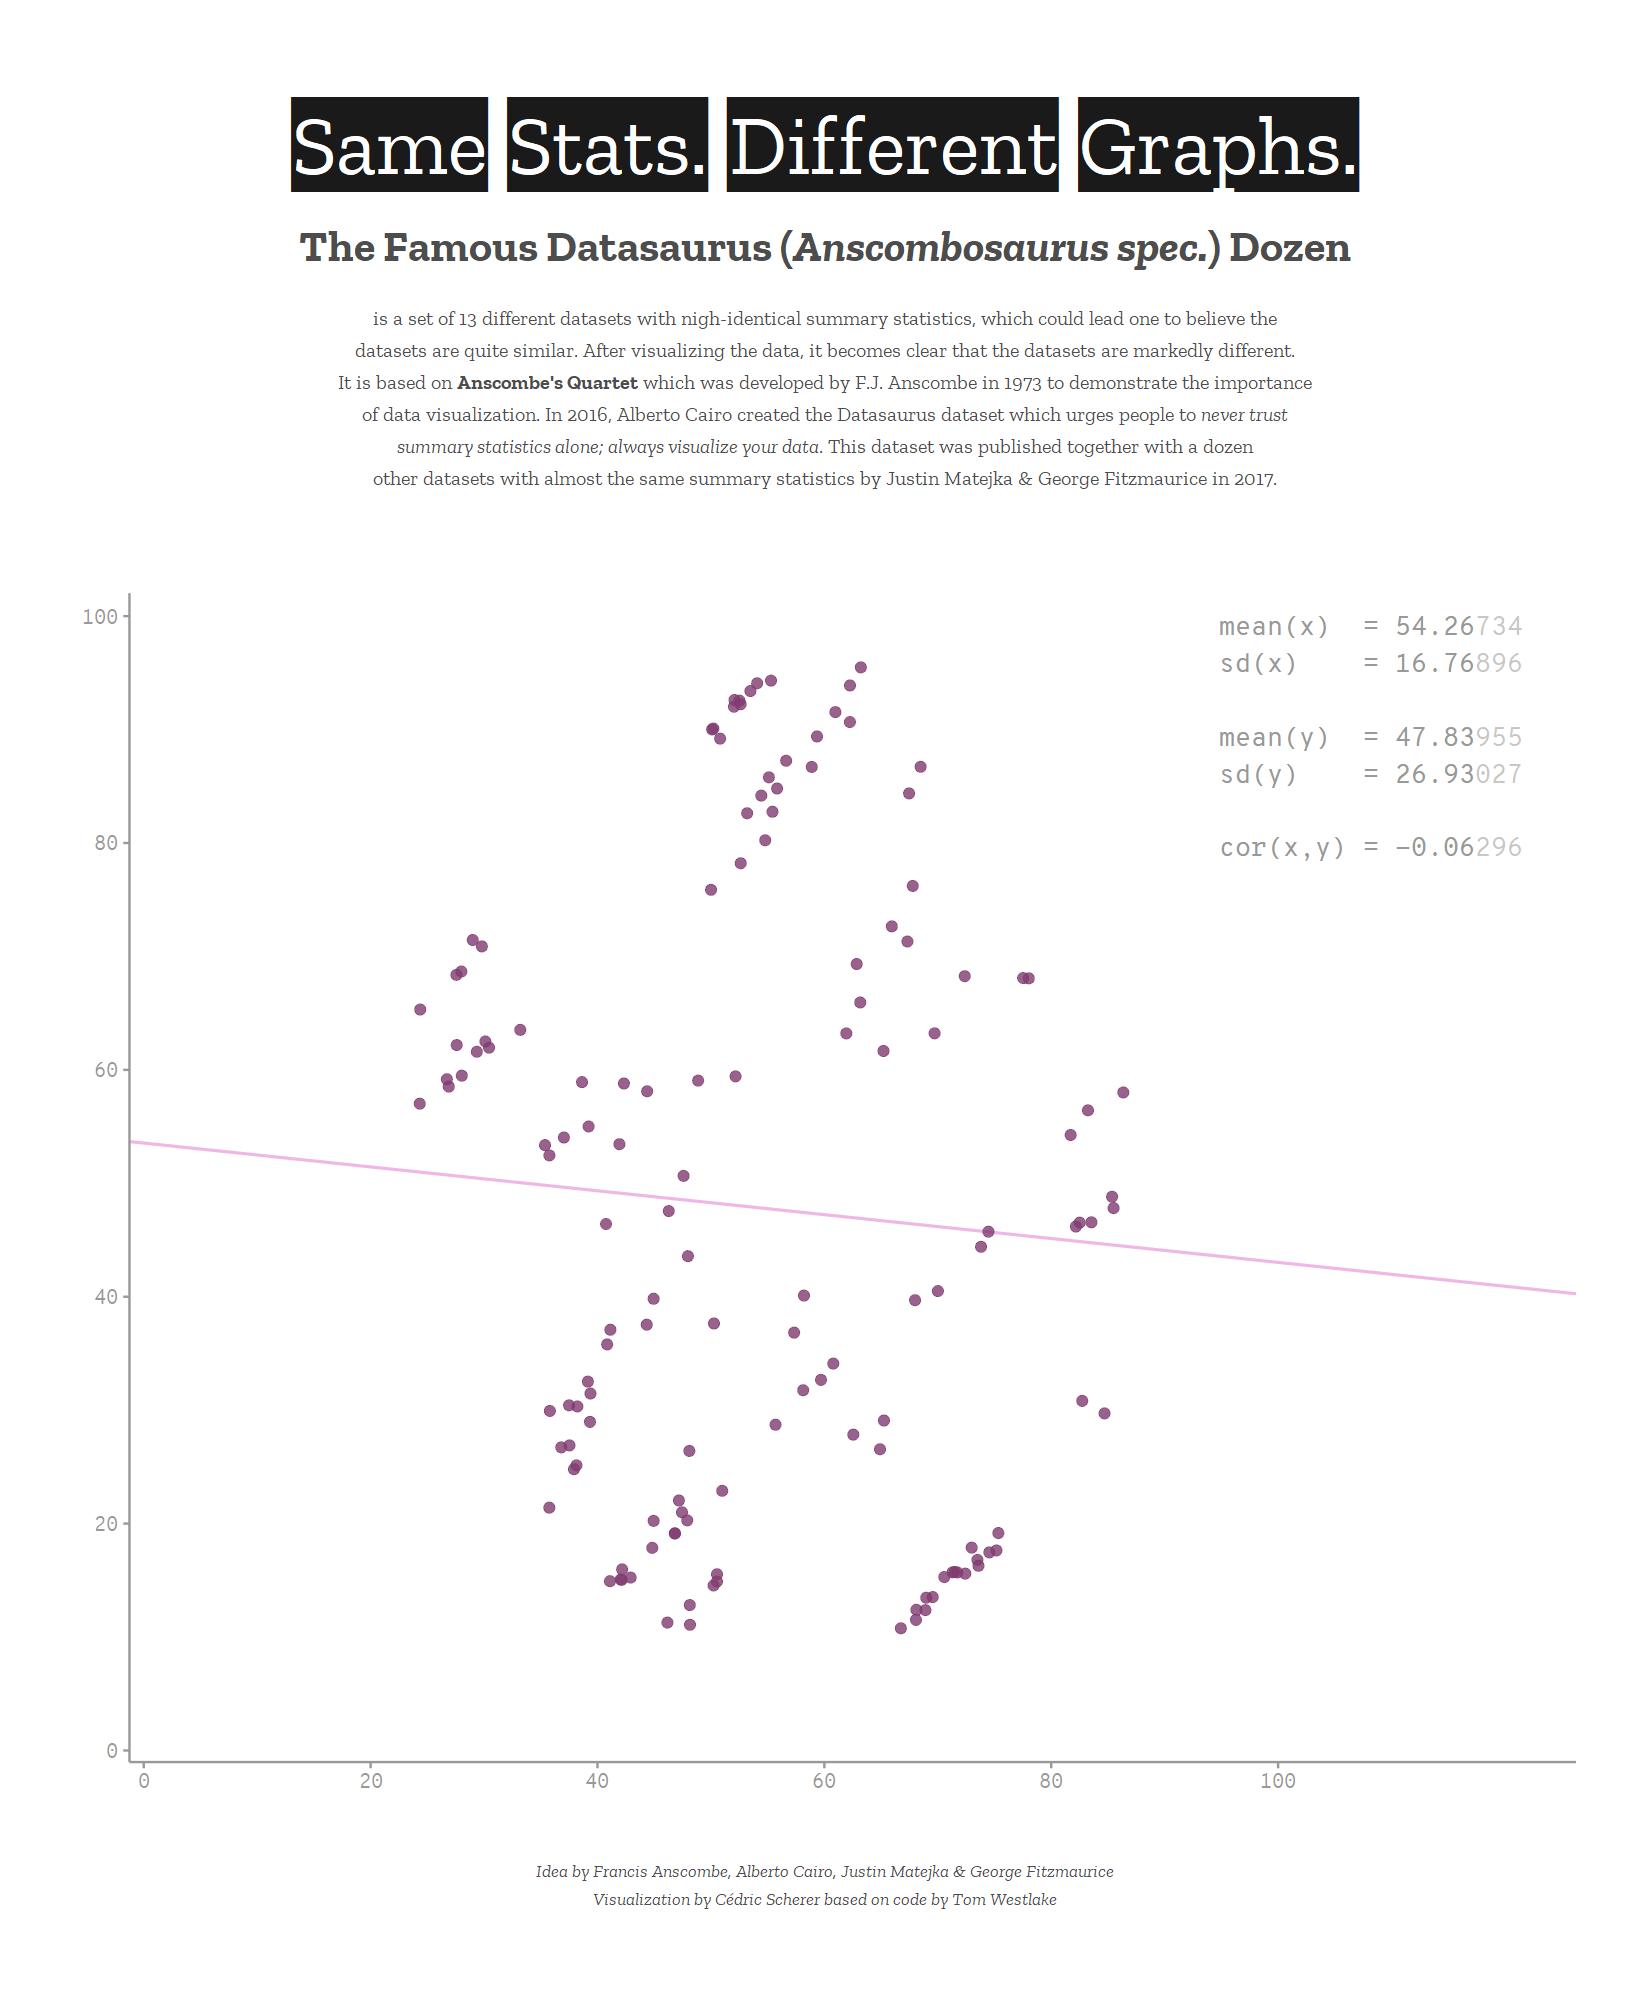 Same Stats. Different Graphs.
The Famous Datasaurus (Anscombosaurus spec.) Dozen
is a set of 13 different datasets with nigh-identical summary statistics, which could lead one to believe the
datasets are quite similar. After visualizing the data, it becomes clear that the datasets are markedly different.
It is based on Anscombe's Quartet which was developed by F.J. Anscombe in 1973 to demonstrate the importance
of data visualization. In 2016, Alberto Cairo created the Datasaurus dataset which urges people to never trust
summary statistics alone; always visualize your data. This dataset was published together with a dozen
other datasets with almost the same summary statistics by Justin Matejka & George Fitzmaurice in 2017.
mean(x) = 54.26734
sd(x) = 16.76896
mean(y) = 47.83955
sd(y) = 26.93027
cor(x,y) = −0.06296
100
80
60
40
20
0
0 20 40 60 80 100
Idea by Francis Anscombe, Alberto Cairo, Justin Matejka & George Fitzmaurice
Visualization by Cédric Scherer based on code by Tom Westlake